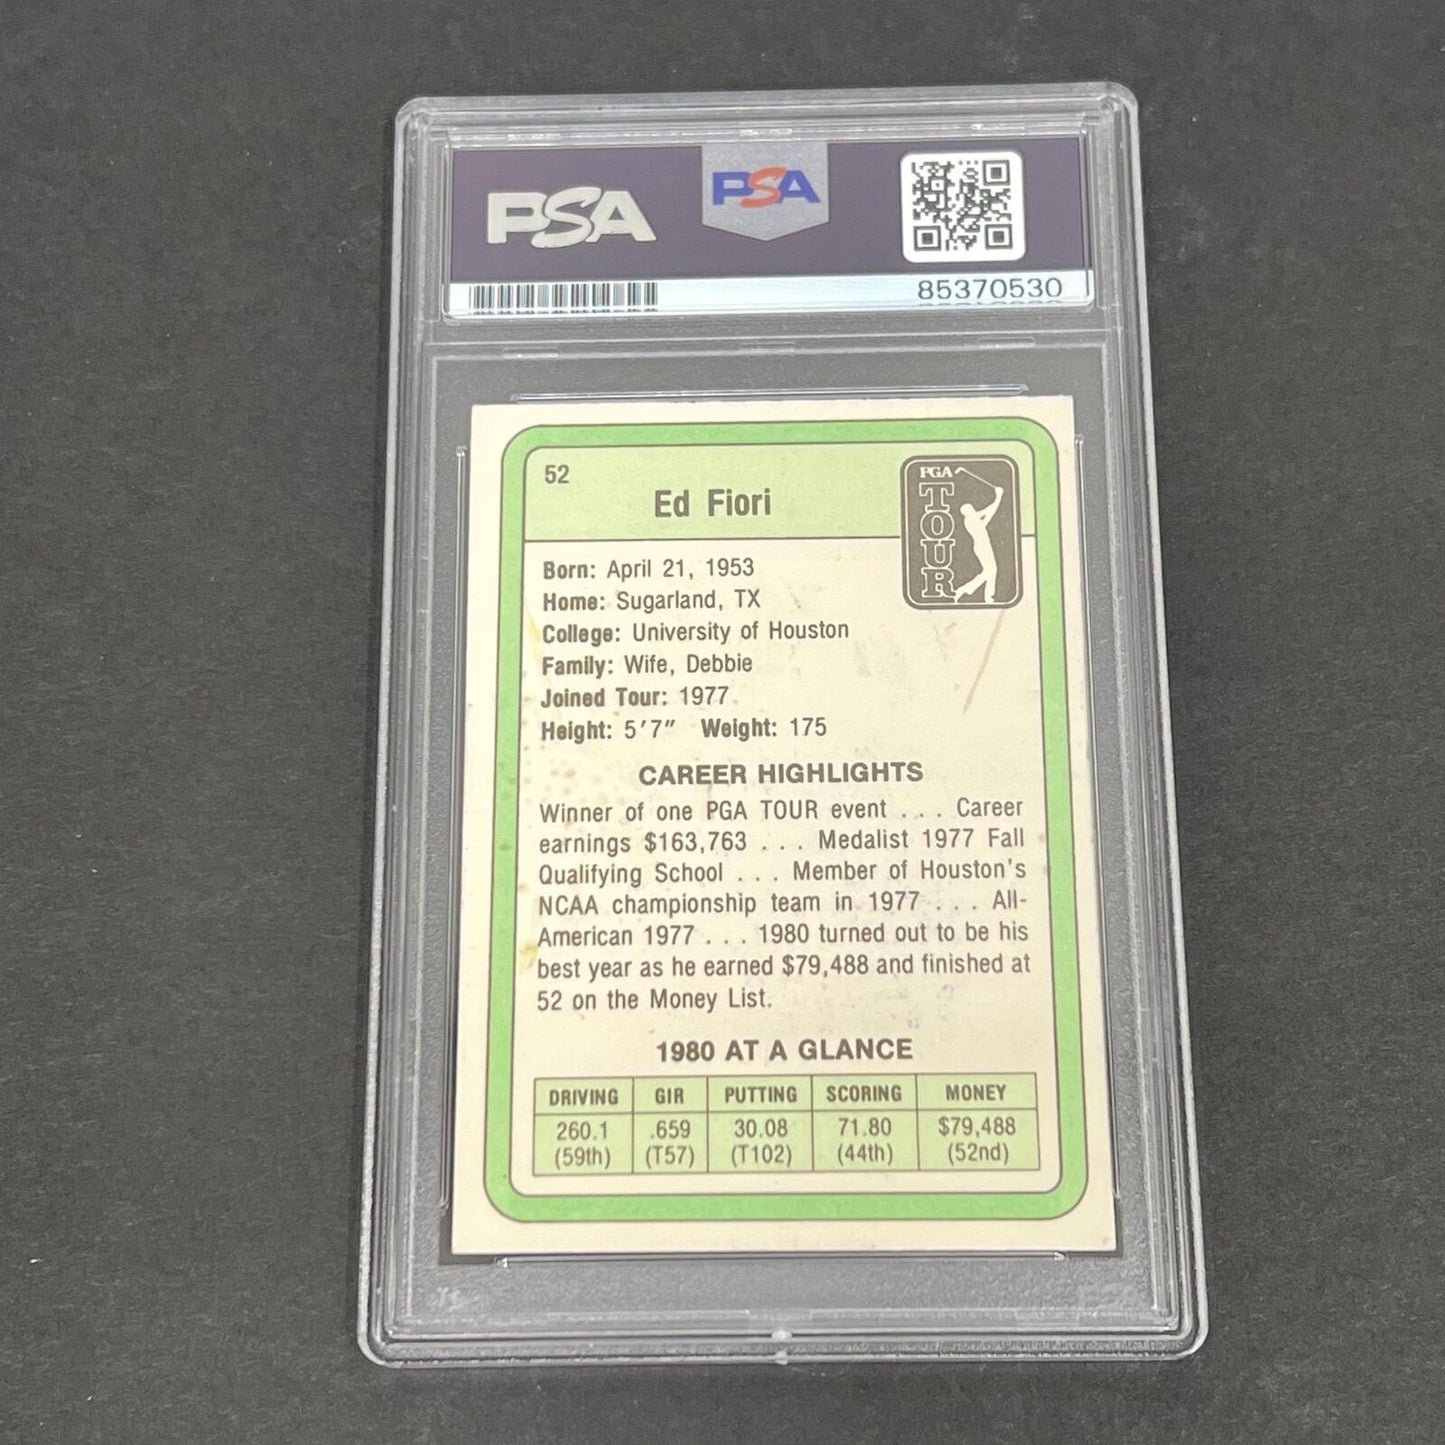 PSA
PSA
85370530
52
Ed Fiori
PGA
TOUR
Born: April 21, 1953
Home: Sugarland, TX
College: University of Houston
Family: Wife, Debbie
Joined Tour: 1977
Height: 5'7" Weight: 175
CAREER HIGHLIGHTS
Winner of one PGA TOUR event . . . Career
earnings $163,763 . . . Medalist 1977 Fall
Qualifying School . . . Member of Houston's
NCAA championship team in 1977 . . . All-
American 1977 . . . 1980 turned out to be his
best year as he earned $79,488 and finished at
52 on the Money List.
1980 AT A GLANCE
DRIVING GIR PUTTING SCORING MONEY
260.1 .659 30.08 71.80 $79,488
(59th) (T57) (T102) (44th) (52nd)